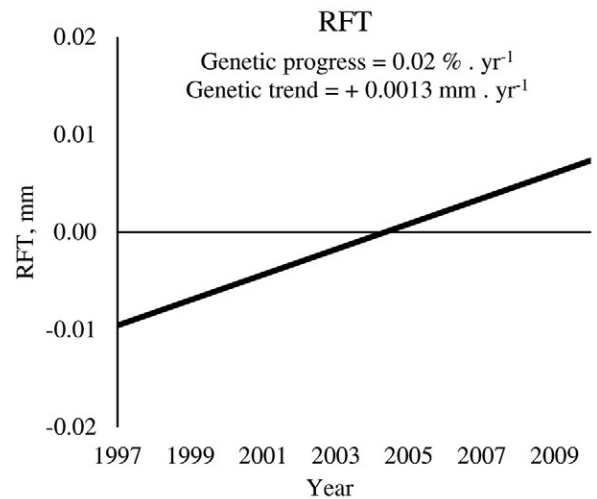 RFT
Genetic progress = 0.02 % . yr-1
Genetic trend = + 0.0013 mm . yr-1
0.02
0.01
0.00
-0.01
-0.02
RFT, mm
1997 1999 2001 2003 2005 2007 2009
Year